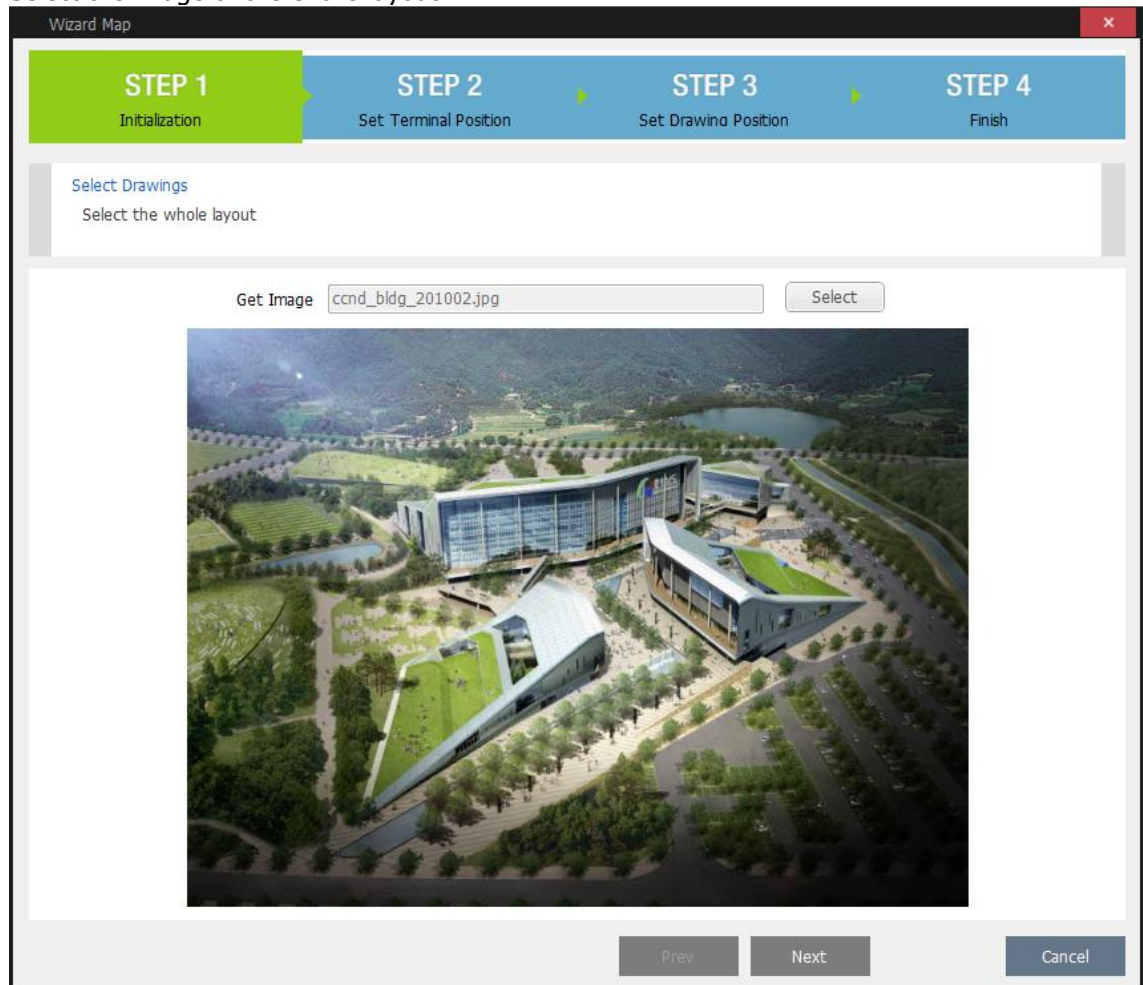 Wizard Map
STEP 1
Initialization
STEP 2
Set Terminal Position
STEP 3
Set Drawing Position
STEP 4
Finish
Select Drawings
Select the whole layout
Get Image
ccnd_bldg_201002.jpg
Select
Prev
Next
Cancel